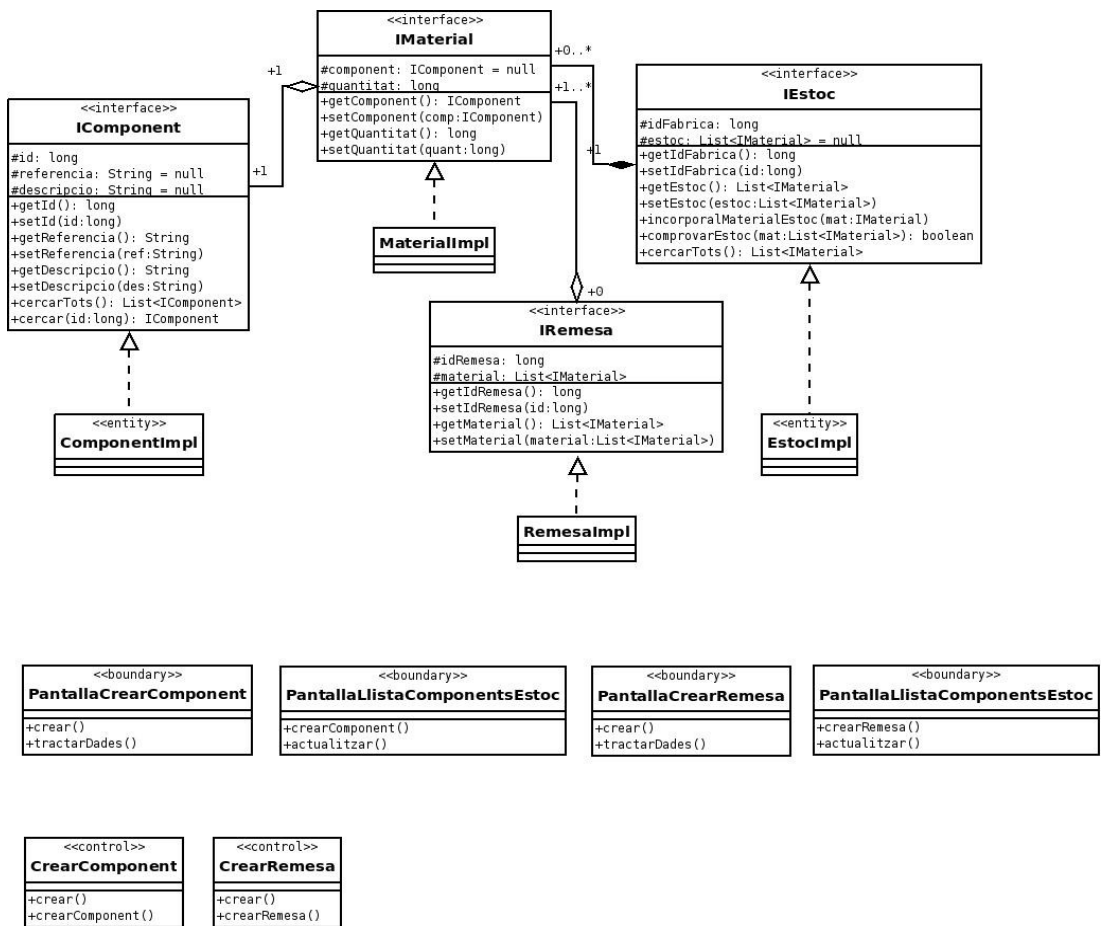 <<interface>>
IMaterial
#component: IComponent = null
#quantitat: long
+getComponent(): IComponent
+setComponent(comp:IComponent)
+getQuantitat(): long
+setQuantitat(quant:long)
+1
+0..*
+1..*
<<interface>>
IComponent
#id: long
#referencia: String = null
#descripcio: String = null
+getId(): long
+setId(id:long)
+getReferencia(): String
+setReferencia(ref:String)
+getDescripcio(): String
+setDescripcio(des:String)
+cercarTots(): List<IComponent>
+cercar(id:long): IComponent
+1
<<interface>>
IEstoc
#idFabrica: long
#estoc: List<IMaterial> = null
+getIdFabrica(): long
+setIdFabrica(id:long)
+getEstoc(): List<IMaterial>
+setEstoc(estoc:List<IMaterial>)
+incorporalMaterialEstoc(mat:IMaterial)
+comprovarEstoc(mat:List<IMaterial>): boolean
+cercarTots(): List<IMaterial>
+1
MaterialImpl
+0
<<interface>>
IRemesa
#idRemesa: long
#material: List<IMaterial>
+getIdRemesa(): long
+setIdRemesa(id:long)
+getMaterial(): List<IMaterial>
+setMaterial(material:List<IMaterial>)
<<entity>>
ComponentImpl
<<entity>>
EstocImpl
RemesaImpl
<<boundary>>
PantallaCrearComponent
+crear()
+tractarDades()
<<boundary>>
PantallaLlistaComponentsEstoc
+crearComponent()
+actualitzar()
<<boundary>>
PantallaCrearRemesa
+crear()
+tractarDades()
<<boundary>>
PantallaLlistaComponentsEstoc
+crearRemesa()
+actualitzar()
<<control>>
CrearComponent
+crear()
+crearComponent()
<<control>>
CrearRemesa
+crear()
+crearRemesa()